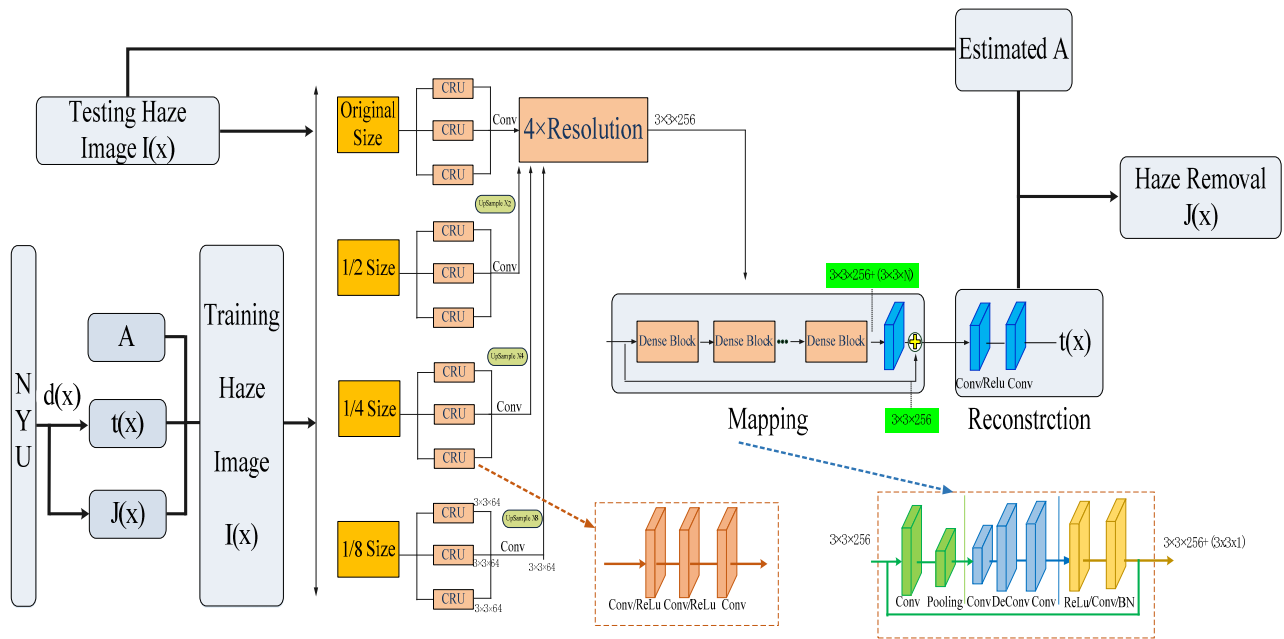 Estimated A
Testing Haze
Image I(x)
Original
Size
CRU
CRU
CRU
Conv
4×Resolution
3×3×256
Haze Removal
J(x)
UpSample X2
1/2 Size
CRU
CRU
CRU
Conv
N
Y
U
d(x)
A
t(x)
J(x)
Training
Haze
Image
I(x)
UpSample X4
1/4 Size
CRU
CRU
CRU
Conv
3×3×256+(3×3×N)
Dense Block
Dense Block
Dense Block
Conv/Relu
Conv
t(x)
Mapping
3×3×256
Reconstrction
UpSample X8
1/8 Size
CRU
CRU
CRU
3×3×64
3×3×64
3×3×64
Conv
3×3×64
Conv/ReLu
Conv/ReLu
Conv
3×3×256
Conv
Pooling
Conv
DeConv
Conv
ReLu/Conv/BN
3×3×256+(3x3x1)